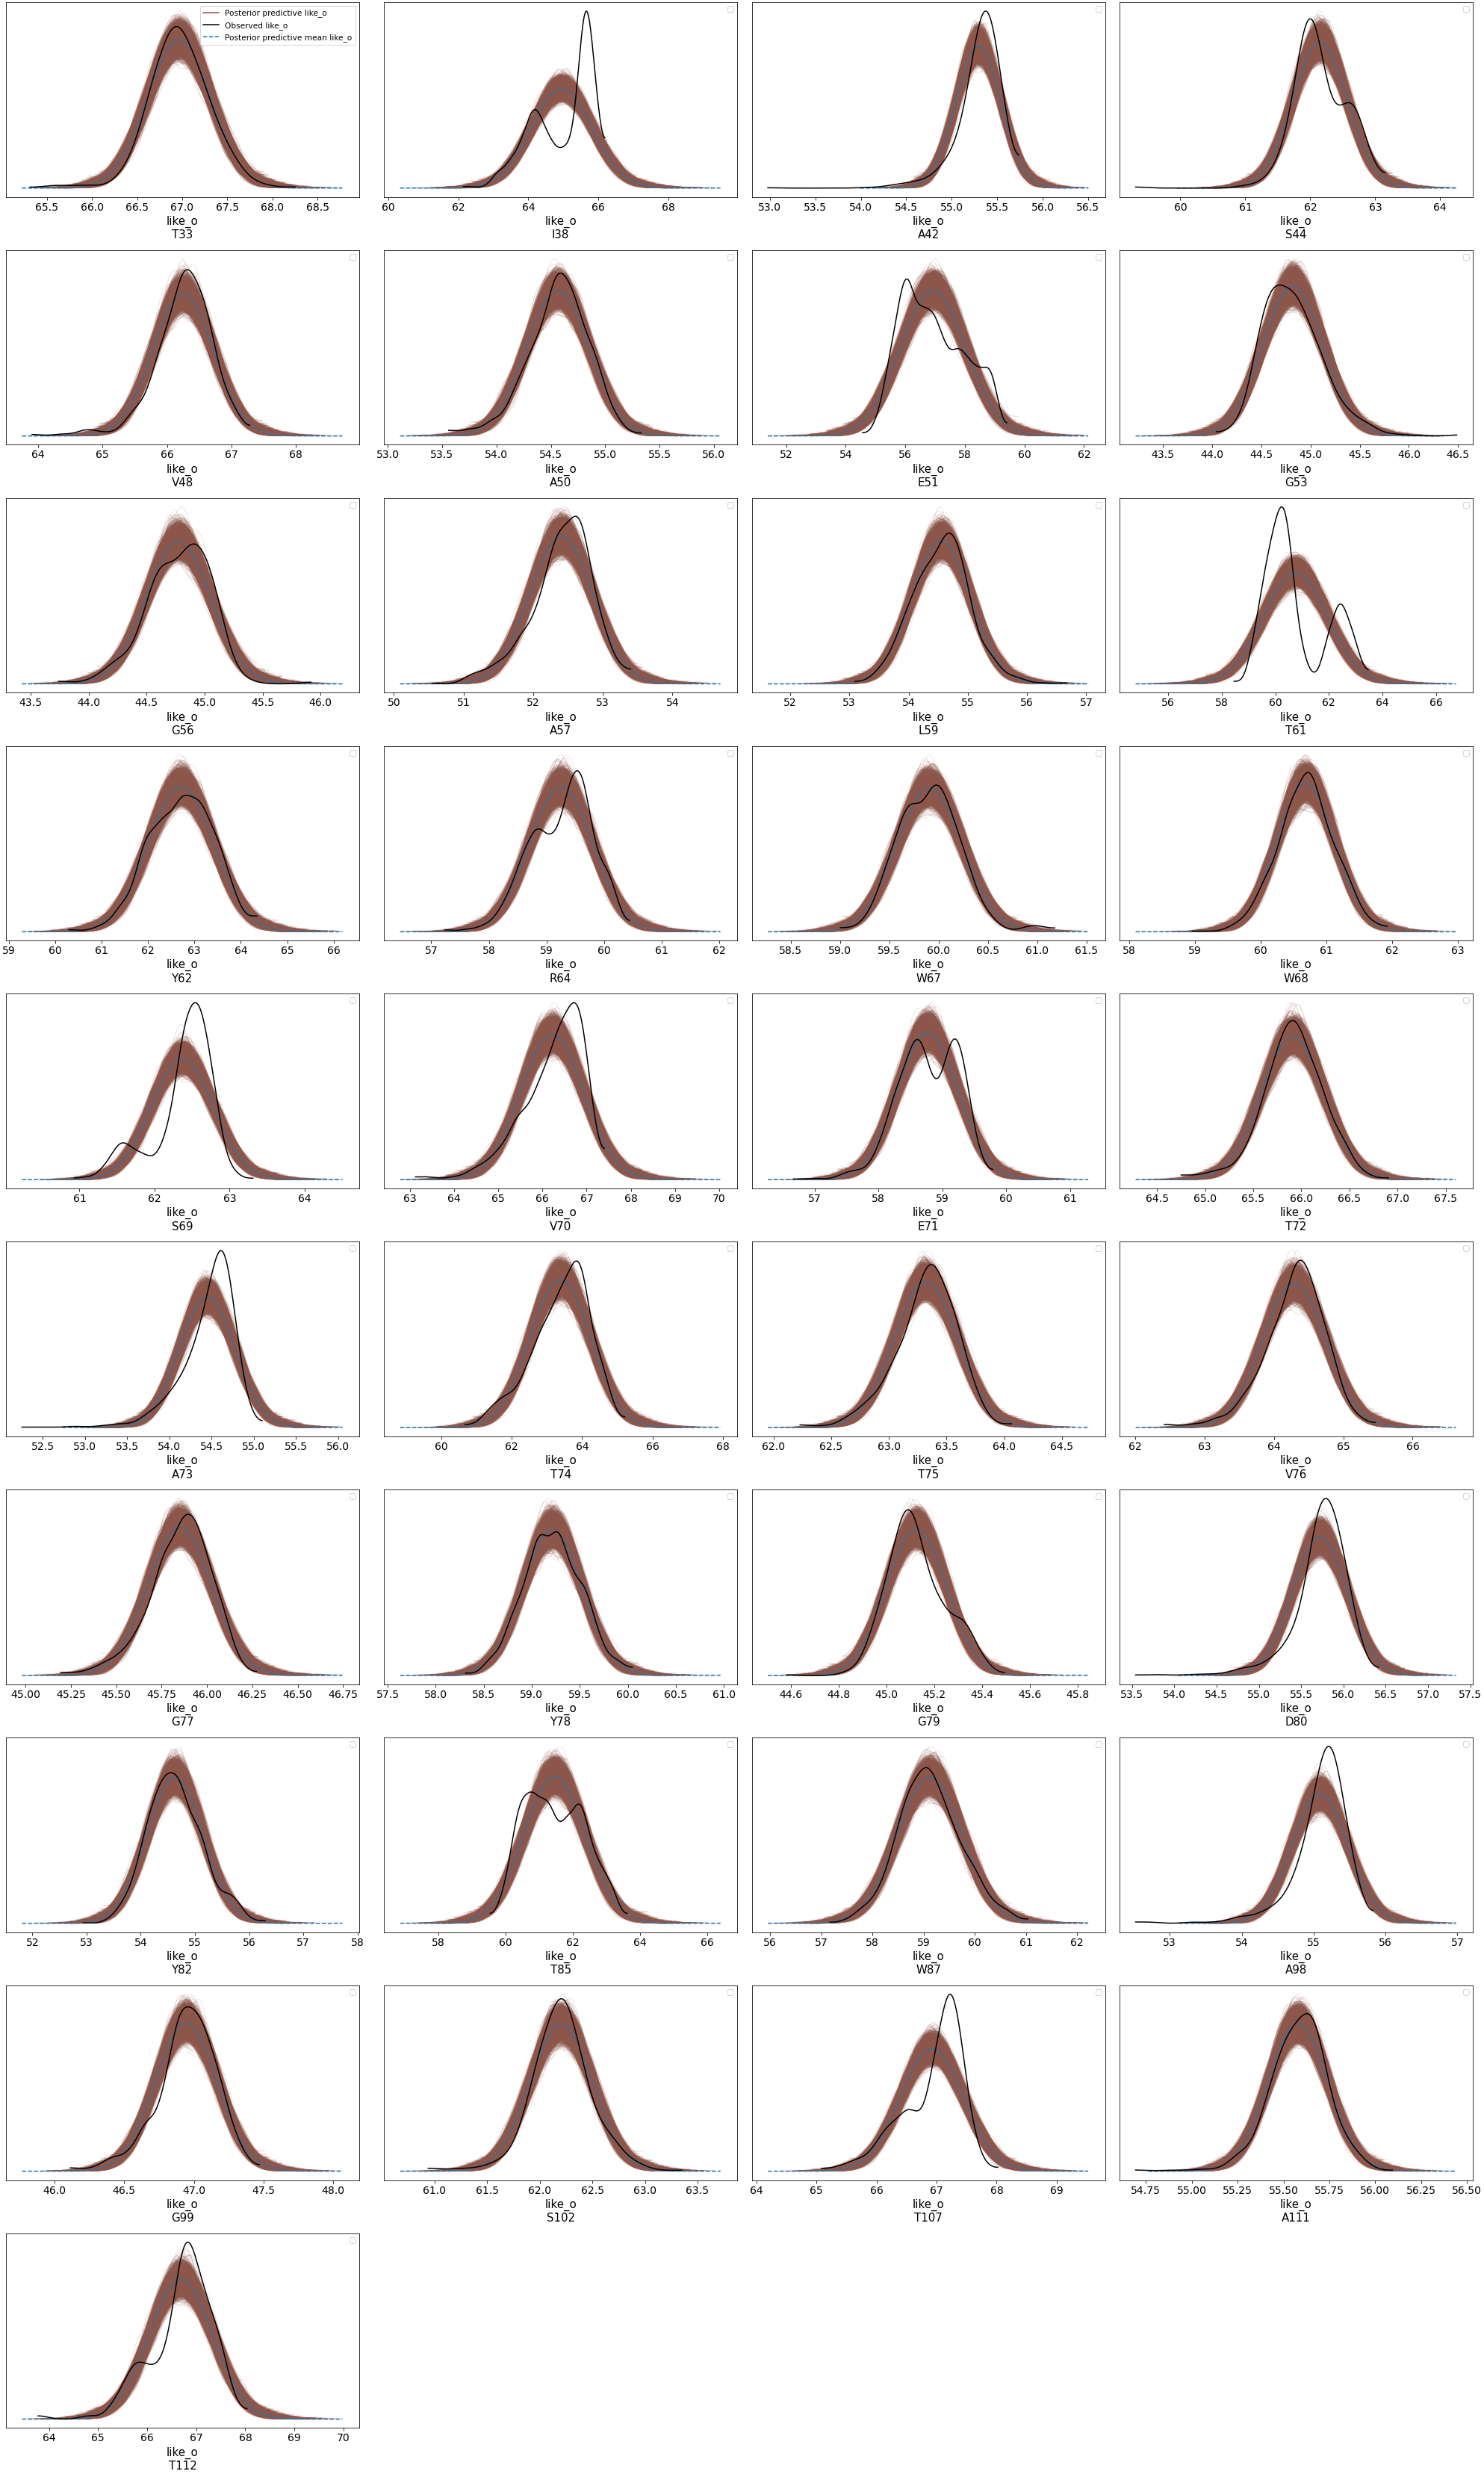 Posterior predictive like_o
Observed like_o
Posterior predictive mean like_o
65.5 66.0 66.5 67.0 67.5 68.0 68.5
like_o
T33
60 62 64 66 68
like_o
I38
53.0 53.5 54.0 54.5 55.0 55.5 56.0 56.5
like_o
A42
60 61 62 63 64
like_o
S44
64 65 66 67 68
like_o
V48
53.0 53.5 54.0 54.5 55.0 55.5 56.0
like_o
A50
52 54 56 58 60 62
like_o
E51
43.5 44.0 44.5 45.0 45.5 46.0 46.5
like_o
G53
43.5 44.0 44.5 45.0 45.5 46.0
like_o
G56
50 51 52 53 54
like_o
A57
52 53 54 55 56 57
like_o
L59
56 58 60 62 64 66
like_o
T61
59 60 61 62 63 64 65 66
like_o
Y62
57 58 59 60 61 62
like_o
R64
58.5 59.0 59.5 60.0 60.5 61.0 61.5
like_o
W67
58 59 60 61 62 63
like_o
W68
61 62 63 64
like_o
S69
63 64 65 66 67 68 69 70
like_o
V70
57 58 59 60 61
like_o
E71
64.5 65.0 65.5 66.0 66.5 67.0 67.5
like_o
T72
52.5 53.0 53.5 54.0 54.5 55.0 55.5 56.0
like_o
A73
60 62 64 66 68
like_o
T74
62.0 62.5 63.0 63.5 64.0 64.5
like_o
T75
62 63 64 65 66
like_o
V76
45.00 45.25 45.50 45.75 46.00 46.25 46.50 46.75
like_o
G77
57.5 58.0 58.5 59.0 59.5 60.0 60.5 61.0
like_o
Y78
44.6 44.8 45.0 45.2 45.4 45.6 45.8
like_o
G79
53.5 54.0 54.5 55.0 55.5 56.0 56.5 57.0 57.5
like_o
D80
52 53 54 55 56 57 58
like_o
Y82
58 60 62 64 66
like_o
T85
56 57 58 59 60 61 62
like_o
W87
53 54 55 56 57
like_o
A98
46.0 46.5 47.0 47.5 48.0
like_o
G99
61.0 61.5 62.0 62.5 63.0 63.5
like_o
S102
64 65 66 67 68 69
like_o
T107
54.75 55.00 55.25 55.50 55.75 56.00 56.25 56.50
like_o
A111
64 65 66 67 68 69 70
like_o
T112